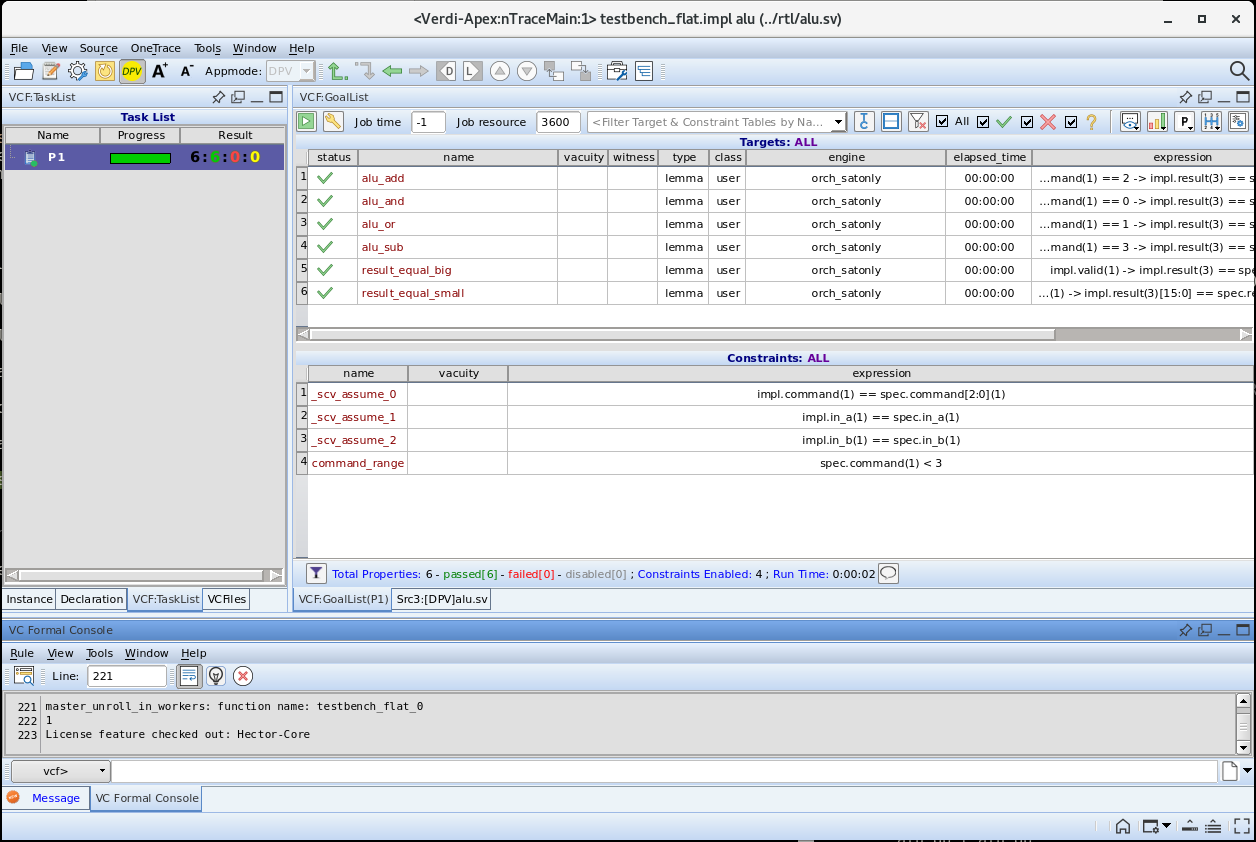 <Verdi-Apex:nTraceMain:1> testbench_flat.impl alu (../rtl/alu.sv)
File View Source OneTrace Tools Window Help
DPV A+ A- Appmode: DPV D L
VCF:TaskList
Task List
Name Progress Result
P1 6:6:0:0
Instance Declaration VCF:TaskList VCFiles
VCF:GoalList
Job time -1 Job resource 3600 <Filter Target & Constraint Tables by Na... All ? P.
Targets: ALL
status name vacuity witness type class engine elapsed_time expression
1 alu_add lemma user orch_satonly 00:00:00 ...mand(1) == 2 -> impl.result(3) == s
2 alu_and lemma user orch_satonly 00:00:00 ...mand(1) == 0 -> impl.result(3) == s
3 alu_or lemma user orch_satonly 00:00:00 ...mand(1) == 1 -> impl.result(3) == s
4 alu_sub lemma user orch_satonly 00:00:00 ...mand(1) == 3 -> impl.result(3) == s
5 result_equal_big lemma user orch_satonly 00:00:00 impl.valid(1) -> impl.result(3) == spe
6 result_equal_small lemma user orch_satonly 00:00:00 ...(1) -> impl.result(3)[15:0] == spec.re
Constraints: ALL
name vacuity expression
1 _scv_assume_0 impl.command(1) == spec.command[2:0](1)
2 _scv_assume_1 impl.in_a(1) == spec.in_a(1)
3 _scv_assume_2 impl.in_b(1) == spec.in_b(1)
4 command_range spec.command(1) < 3
Total Properties: 6 - passed[6] - failed[0] - disabled[0] ; Constraints Enabled: 4 ; Run Time: 0:00:02
VCF:GoalList(P1) Src3:[DPV]alu.sv
VC Formal Console
Rule View Tools Window Help
Line: 221
221 master_unroll_in_workers: function name: testbench_flat_0
222 1
223 License feature checked out: Hector-Core
vcf>
Message VC Formal Console